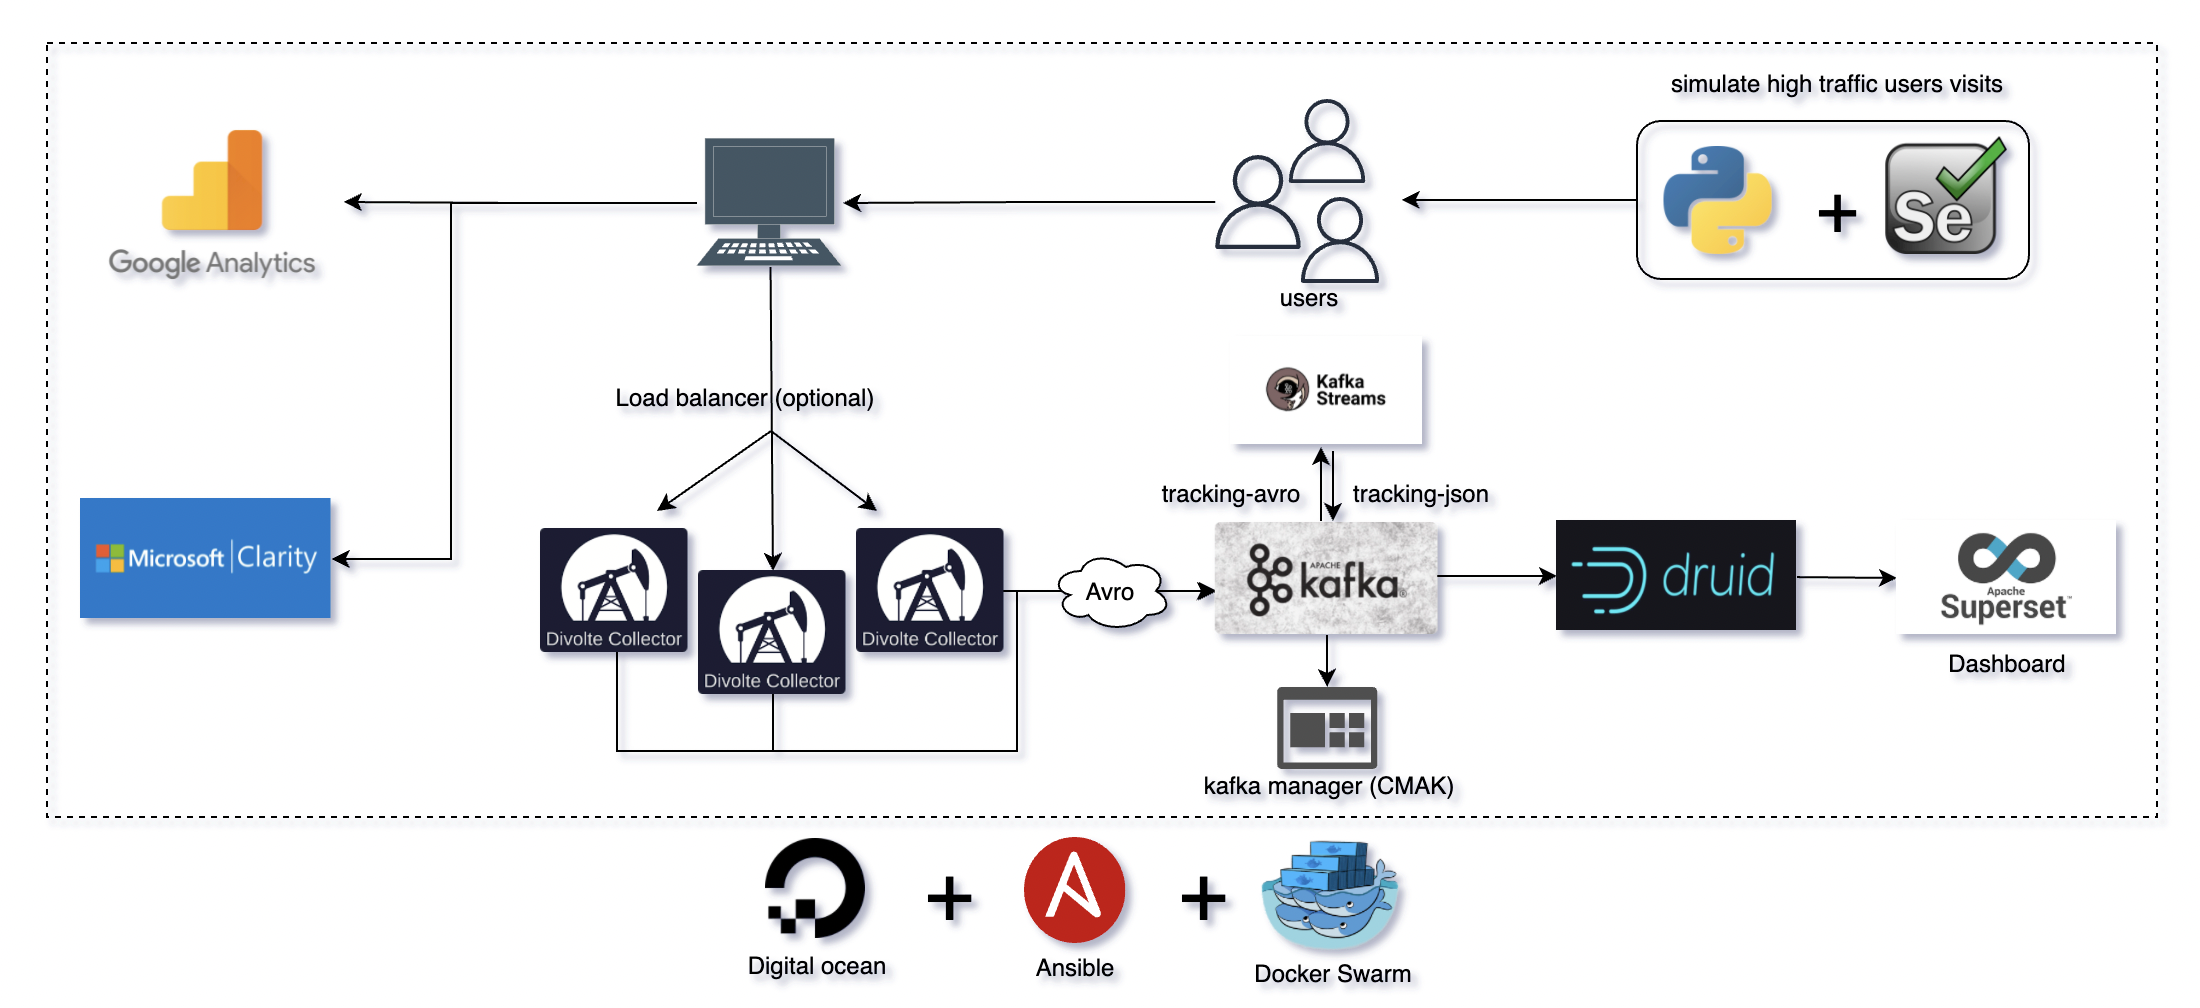 simulate high traffic users visits
Se
Google Analytics
users
Kafka
Streams
Load balancer (optional)
tracking-avro
tracking-json
Microsoft Clarity
Divolte Collector
Divolte Collector
Divolte Collector
Avro
APACHE
kafka®
druid
Apache
Superset™
Dashboard
kafka manager (CMAK)
Digital ocean
Ansible
Docker Swarm